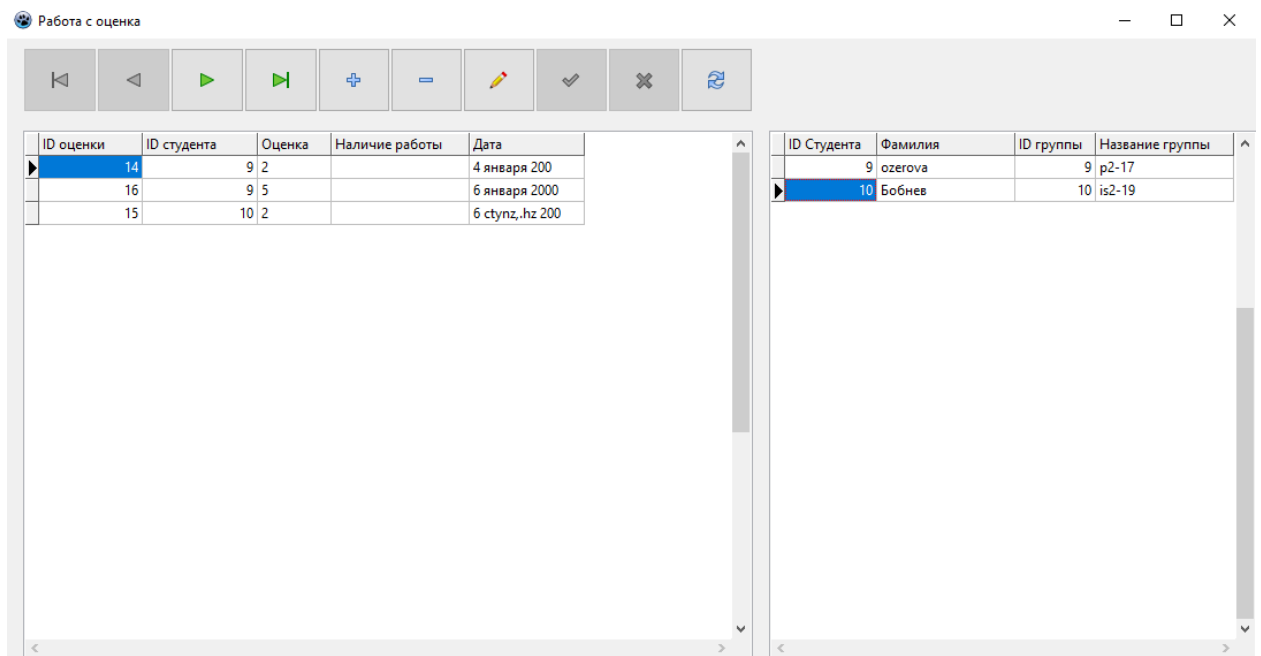 Работа с оценка
ID оценки ID студента Оценка Наличие работы Дата
14 9 2 4 января 200
16 9 5 6 января 2000
15 10 2 6 ctynz,.hz 200
ID Студента Фамилия ID группы Название группы
9 ozerova 9 p2-17
10 Бобнев 10 is2-19